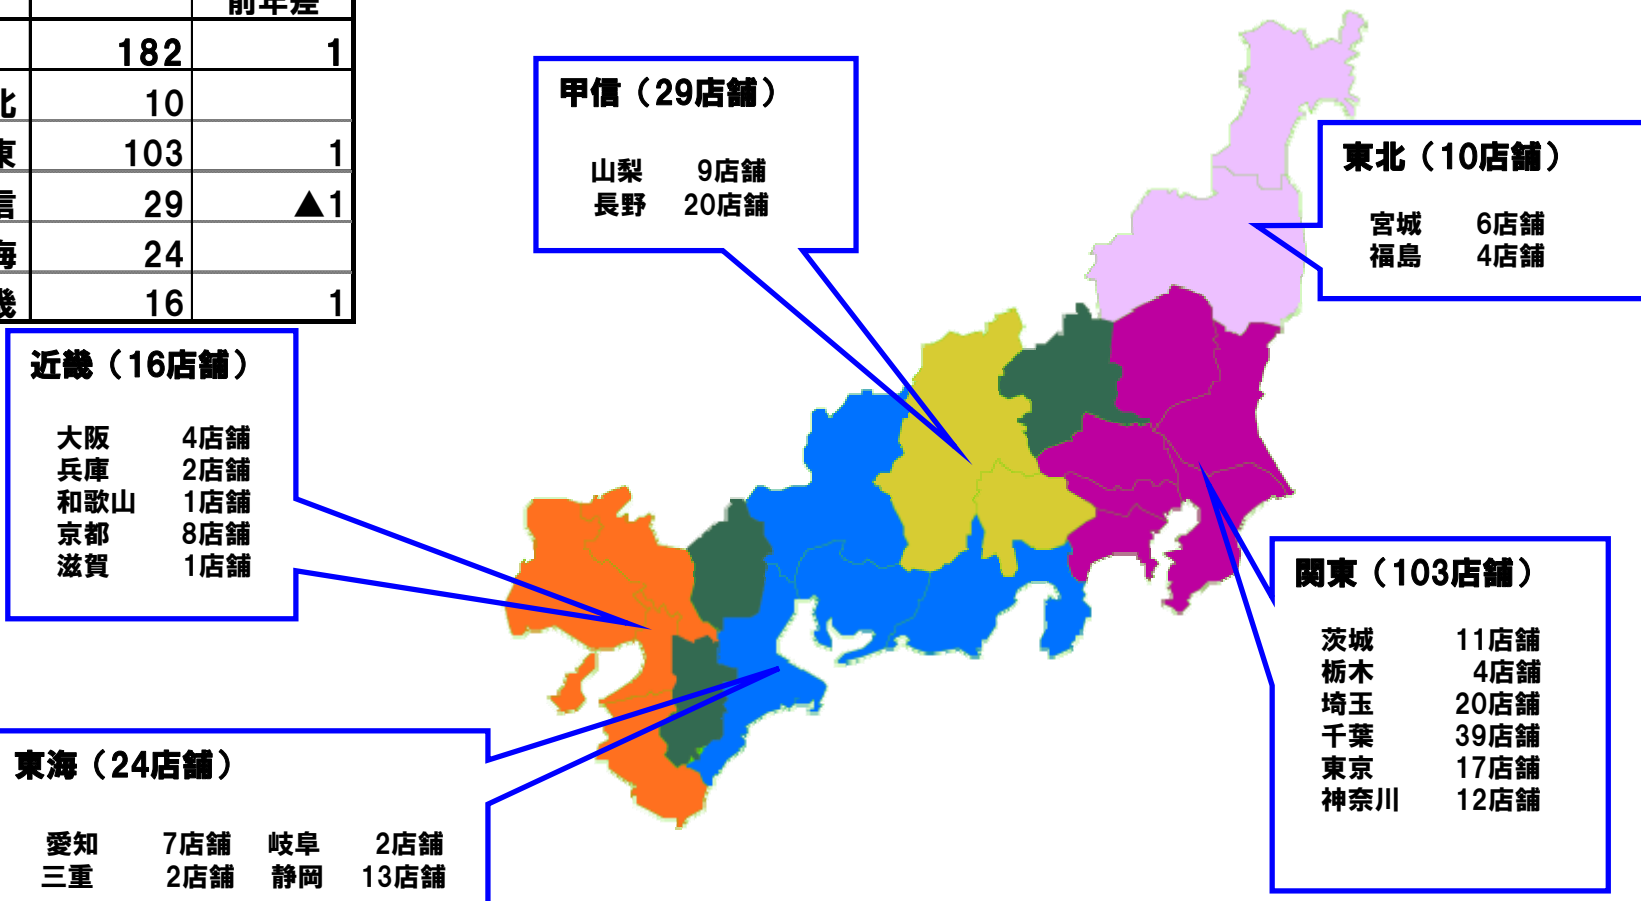 前年差
182 1
北 10
東 103 1
信 29 ▲1
海 24
畿 16 1
甲信（29店舗）
山梨 9店舗
長野 20店舗
東北（10店舗）
宮城 6店舗
福島 4店舗
近畿（16店舗）
大阪 4店舗
兵庫 2店舗
和歌山 1店舗
京都 8店舗
滋賀 1店舗
関東（103店舗）
茨城 11店舗
栃木 4店舗
埼玉 20店舗
千葉 39店舗
東京 17店舗
神奈川 12店舗
東海（24店舗）
愛知 7店舗 岐阜 2店舗
三重 2店舗 静岡 13店舗